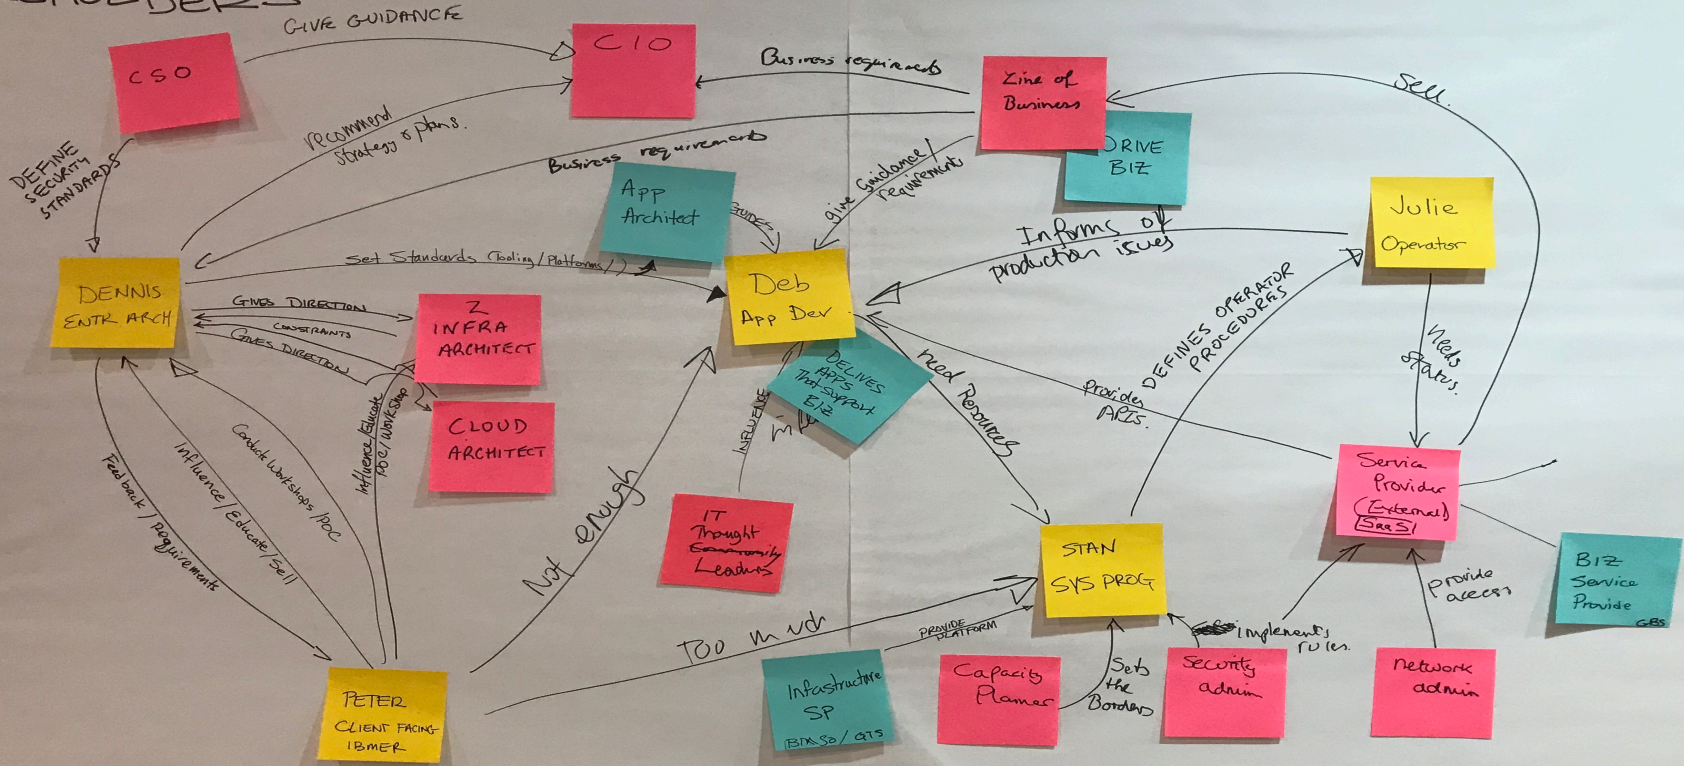 GIVE GUIDANCE
CSO
CIO
Business requirements
Line of
Business
Sell.
DRIVE
BIZ
recommend
strategy & plans.
Business requirements
DEFINE
SECURITY
STANDARDS
App
Architect
GUIDES
give Guidance/
requirements
Julie
Operator
Informs of
production issues
Set Standards (Tooling/Platforms/)
DENNIS
ENTR ARCH
GIVES DIRECTION
CONSTRAINTS
GIVES DIRECTION
Z
INFRA
ARCHITECT
Deb
App Dev
DELIVES
APPS
That support
BIZ
need Resources
DEFINES OPERATOR
PROCEDURES
needs
status.
provides
APIs.
CLOUD
ARCHITECT
Influence/Educate
POC/Workshop
INFLUENCE
Feedback / Requirements
Influence/Educate/Sell
Conduct Workshops/POC
Not enough
IT
Thought
Community
Leaders
Service
Provider
(External)
SaaS
STAN
SYS PROG
BIZ
Service
Provide
GBS
provide
access
Too much
PROVIDE
PLATFORM
implements
rules.
PETER
CLIENT FACING
IBMER
Infastructure
SP
Capacity
Planner
Sets
the
Borders
Security
admin
network
admin